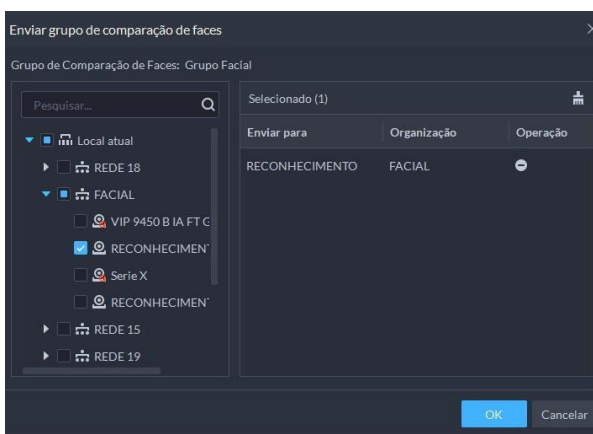 Enviar grupo de comparação de faces
Grupo de Comparação de Faces: Grupo Facial
Pesquisar...
Local atual
REDE 18
FACIAL
VIP 9450 B IA FT G
RECONHECIMEN
Serie X
RECONHECIMEN
REDE 15
REDE 19
Selecionado (1)
Enviar para Organização Operação
RECONHECIMENTO FACIAL
OK Cancelar